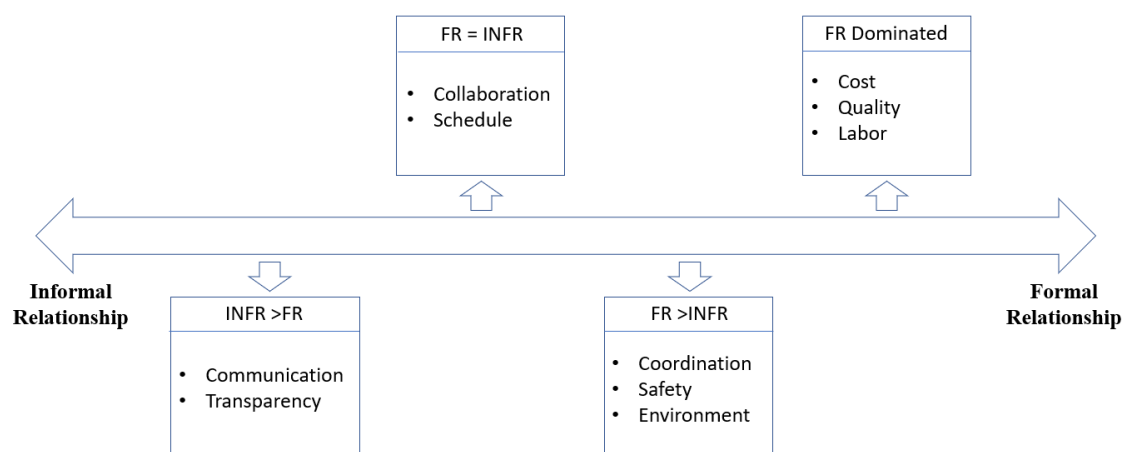 FR = INFR
• Collaboration
• Schedule
FR Dominated
• Cost
• Quality
• Labor
Informal
Relationship
Formal
Relationship
INFR >FR
• Communication
• Transparency
FR >INFR
• Coordination
• Safety
• Environment